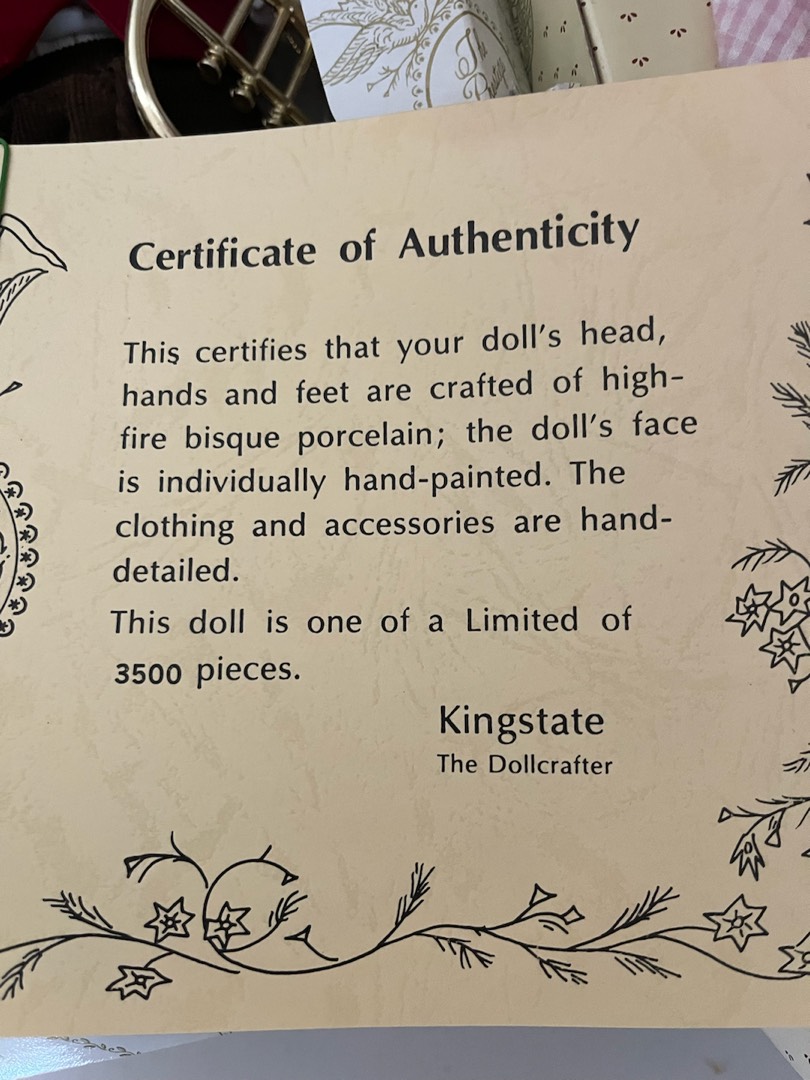 The
Certificate of Authenticity
This certifies that your doll's head,
hands and feet are crafted of high-
fire bisque porcelain; the doll's face
is individually hand-painted. The
clothing and accessories are hand-
detailed.
This doll is one of a Limited of
3500 pieces.
Kingstate
The Dollcrafter